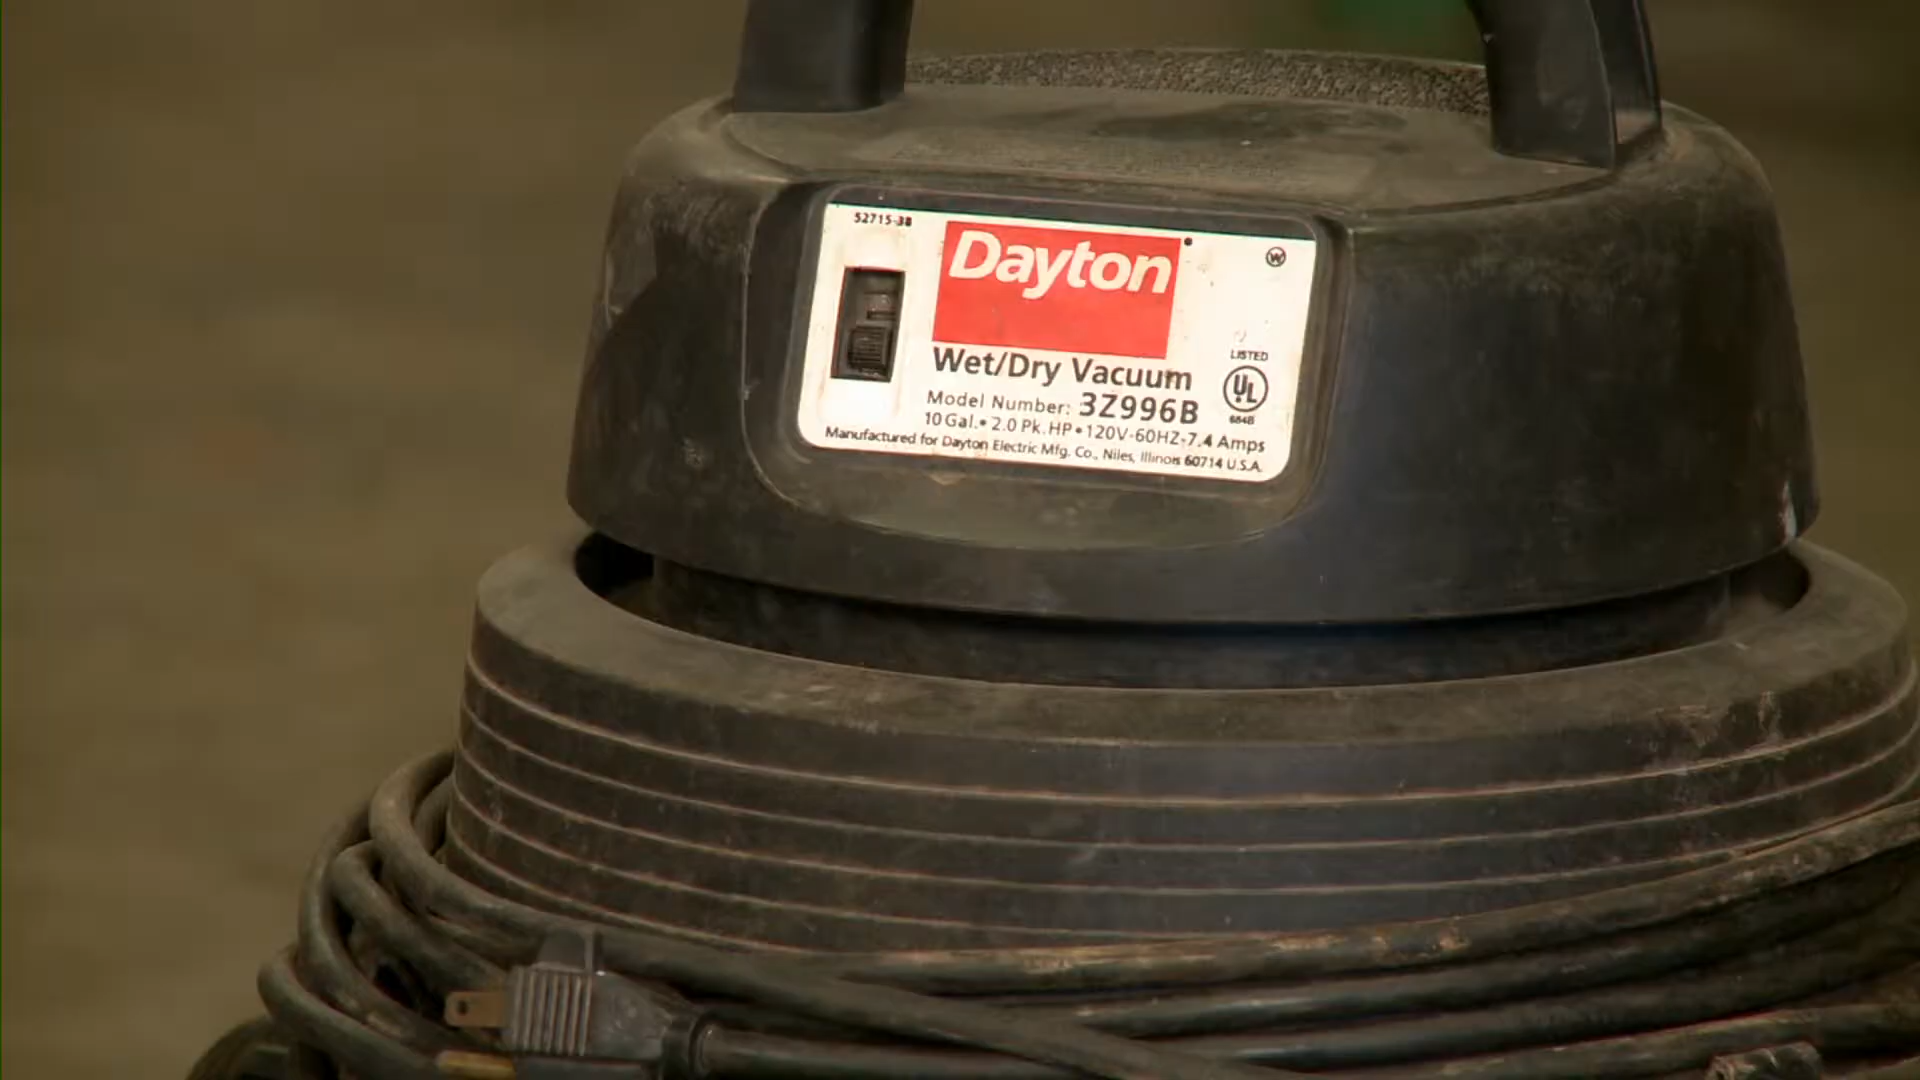 52715-38
Dayton
W
Wet/Dry Vacuum
Model Number: 3Z996B
10 Gal.• 2.0 Pk. HP • 120V-60HZ-7.4 Amps
Manufactured for Dayton Electric Mfg. Co., Niles, Illinois 60714 U.S.A.
LISTED
UL